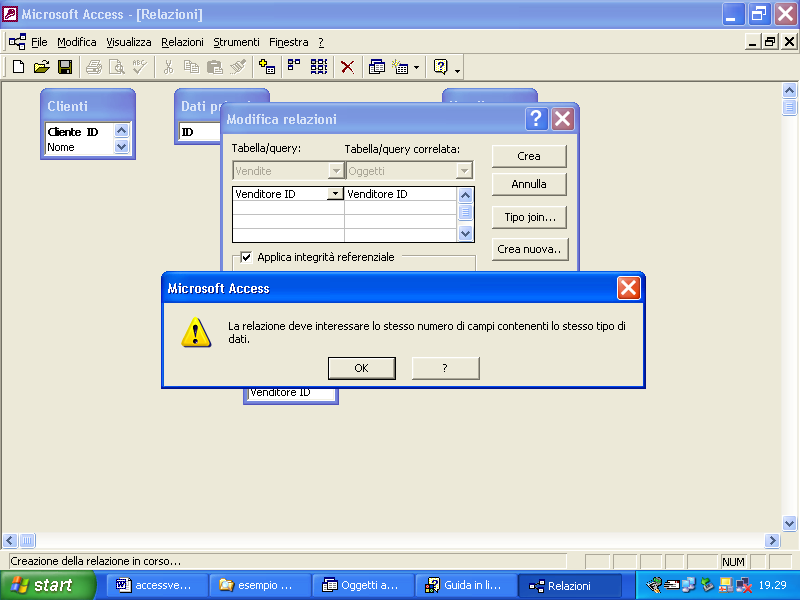 Microsoft Access - [Relazioni]
File Modifica Visualizza Relazioni Strumenti Finestra ?
Clienti
Cliente ID
Nome
Dati
ID
Modifica relazioni
Tabella/query:
Tabella/query correlata:
Vendite
Oggetti
Venditore ID
Venditore ID
Applica integrità referenziale
Crea
Annulla
Tipo join...
Crea nuova..
Microsoft Access
La relazione deve interessare lo stesso numero di campi contenenti lo stesso tipo di
dati.
OK
?
Venditore ID
Creazione della relazione in corso...
NUM
start
accessve...
esempio ...
Oggetti a...
Guida in li...
Relazioni
19.29